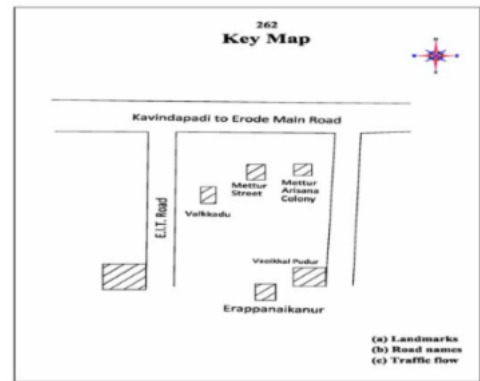 262
Key Map
Kavindapadi to Erode Main Road
E.I.T. Road
Mettur
Street
Mettur
Arisana
Colony
Valkkadu
Vaoikkal Pudur
Erappanaikanur
(a) Landmarks
(b) Road names
(c) Traffic flow